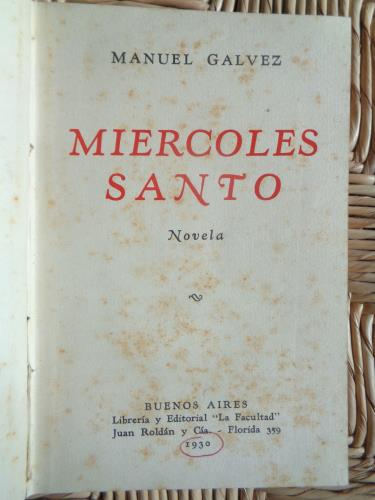 MANUEL GALVEZ
MIERCOLES
SANTO
Novela
BUENOS AIRES
Librería y Editorial "La Facultad"
Juan Roldán y Cía. - Florida 359
1930